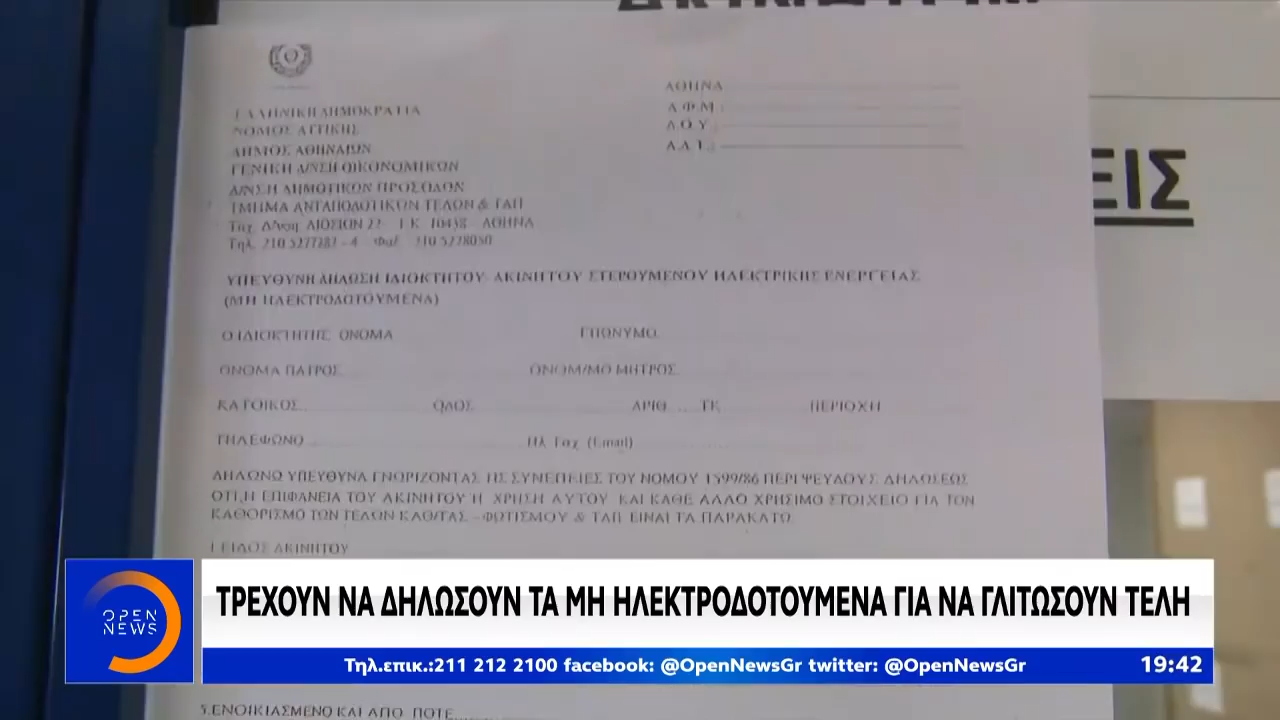 ΕΛΛΗΝΙΚΗ ΔΗΜΟΚΡΑΤΙΑ
ΝΟΜΟΣ ΑΤΤΙΚΗΣ
ΔΗΜΟΣ ΑΘΗΝΑΙΩΝ
ΓΕΝΙΚΗ Δ/ΝΣΗ ΟΙΚΟΝΟΜΙΚΩΝ
Δ/ΝΣΗ ΔΗΜΟΤΙΚΩΝ ΠΡΟΣΟΔΩΝ
ΤΜΗΜΑ ΑΝΤΑΠΟΔΟΤΙΚΩΝ ΤΕΛΩΝ & ΤΑΠ
Ταχ. Δ/νση ΛΙΟΣΙΩΝ 22 - Τ.Κ. 10438 - ΑΘΗΝΑ
Τηλ. 210 5277282 - 4 - Φαξ 210 5228050
ΑΘΗΝΑ
Α.Φ.Μ.:
Δ.Ο.Υ.:
Α.Δ.Τ.:
ΕΙΣ
ΥΠΕΥΘΥΝΗ ΔΗΛΩΣΗ ΙΔΙΟΚΤΗΤΟΥ ΑΚΙΝΗΤΟΥ ΣΤΕΡΟΥΜΕΝΟΥ ΗΛΕΚΤΡΙΚΗΣ ΕΝΕΡΓΕΙΑΣ
(ΜΗ ΗΛΕΚΤΡΟΔΟΤΟΥΜΕΝΑ)
Ο ΙΔΙΟΚΤΗΤΗΣ ΟΝΟΜΑ ΕΠΩΝΥΜΟ
ΟΝΟΜΑ ΠΑΤΡΟΣ ΟΝΟΜ/ΜΟ ΜΗΤΡΟΣ
ΚΑΤΟΙΚΟΣ ΟΔΟΣ ΑΡΙΘ ΤΚ ΠΕΡΙΟΧΗ
ΤΗΛΕΦΩΝΟ Ηλ. Ταχ. (Email)
ΔΗΛΩΝΩ ΥΠΕΥΘΥΝΑ ΓΝΩΡΙΖΟΝΤΑΣ ΤΙΣ ΣΥΝΕΠΕΙΕΣ ΤΟΥ ΝΟΜΟΥ 1599/86 ΠΕΡΙ ΨΕΥΔΟΥΣ ΔΗΛΩΣΕΩΣ
ΟΤΙ, Η ΕΠΙΦΑΝΕΙΑ ΤΟΥ ΑΚΙΝΗΤΟΥ Η ΧΡΗΣΗ ΑΥΤΟΥ ΚΑΙ ΚΑΘΕ ΑΛΛΟ ΧΡΗΣΙΜΟ ΣΤΟΙΧΕΙΟ ΓΙΑ ΤΟΝ
ΚΑΘΟΡΙΣΜΟ ΤΩΝ ΤΕΛΩΝ ΚΑΘ/ΤΑΣ - ΦΩΤΙΣΜΟΥ & ΤΑΠ ΕΙΝΑΙ ΤΑ ΠΑΡΑΚΑΤΩ
1 ΕΙΔΟΣ ΑΚΙΝΗΤΟΥ
OPEN
NEWS
ΤΡΕΧΟΥΝ ΝΑ ΔΗΛΩΣΟΥΝ ΤΑ ΜΗ ΗΛΕΚΤΡΟΔΟΤΟΥΜΕΝΑ ΓΙΑ ΝΑ ΓΛΙΤΩΣΟΥΝ ΤΕΛΗ
Τηλ.επικ.:211 212 2100 facebook: @OpenNewsGr twitter: @OpenNewsGr
19:42
5.ΕΝΟΙΚΙΑΣΜΕΝΟ ΚΑΙ ΑΠΟ ΠΟΤΕ